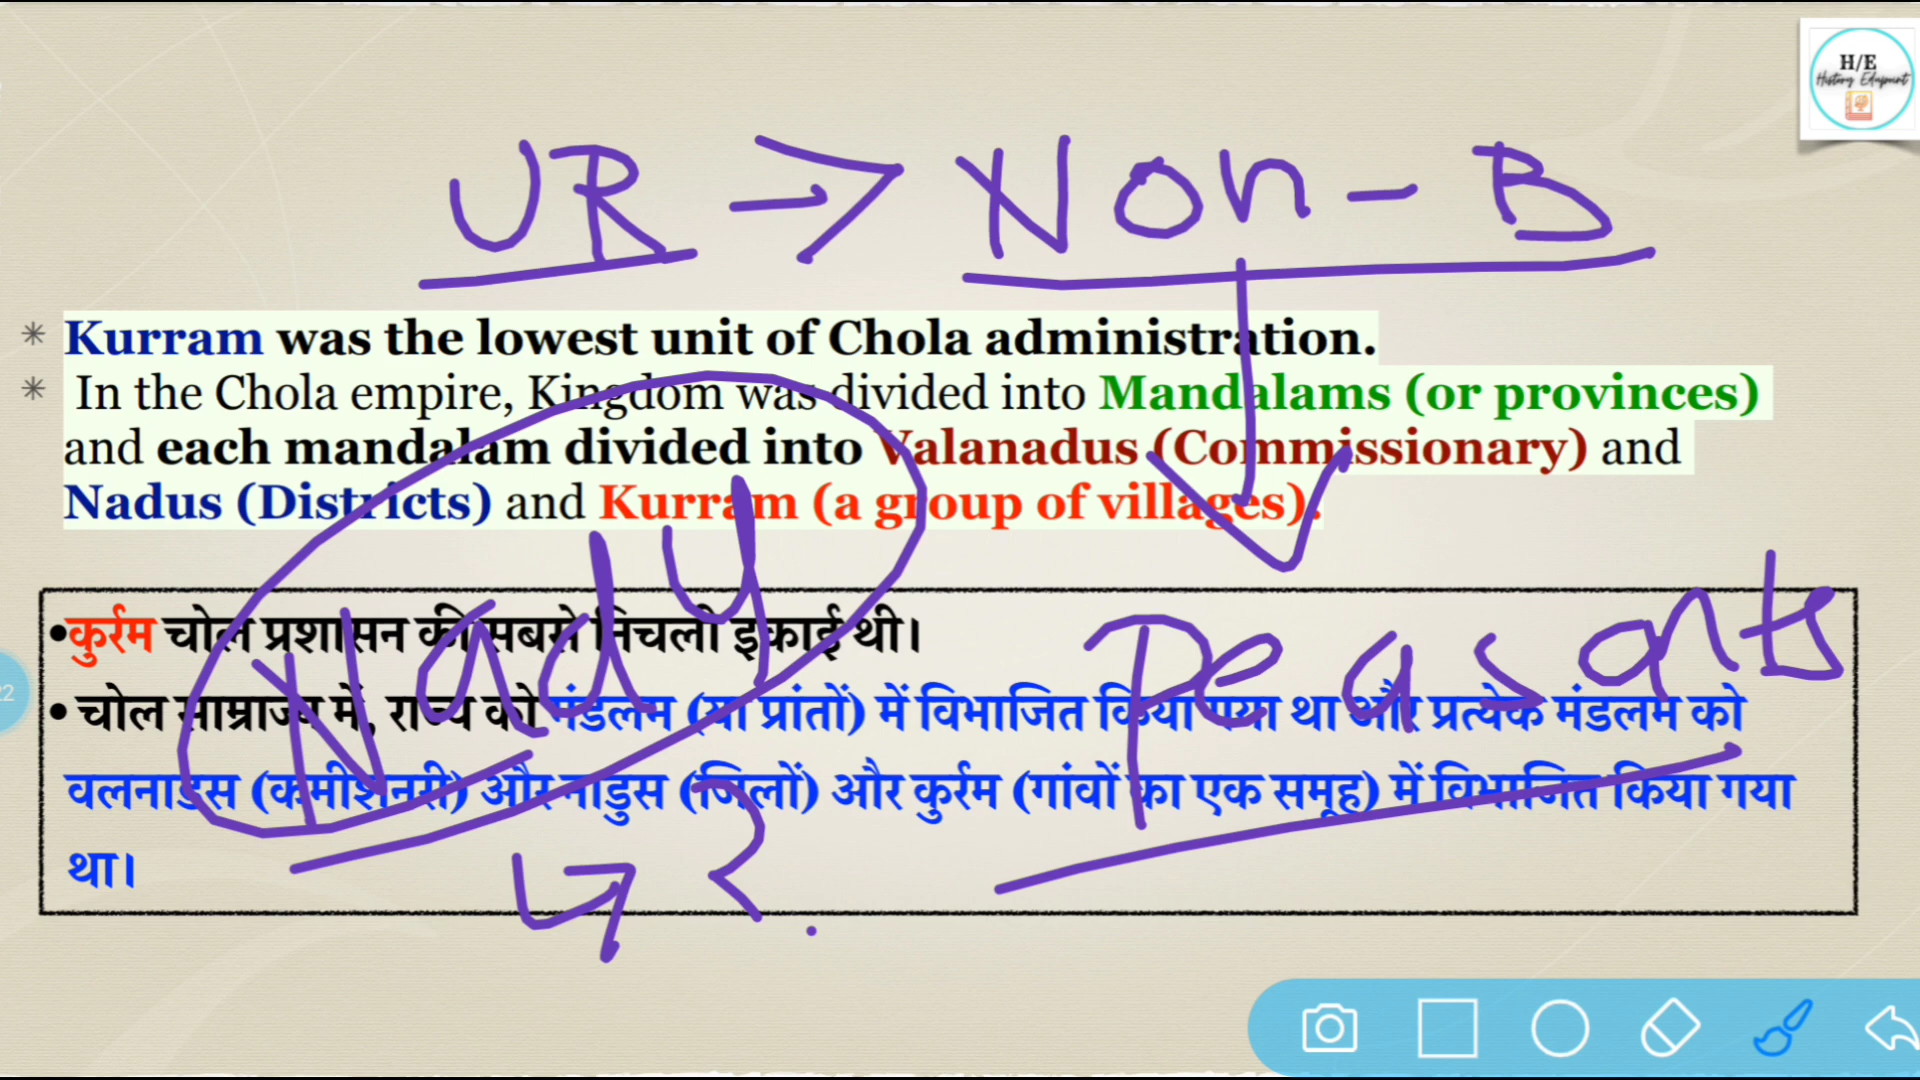 H/E
History Edupoint
UR → Non-B
Kurram was the lowest unit of Chola administration.
In the Chola empire, Kingdom was divided into Mandalams (or provinces)
and each mandalam divided into Valanadus (Commissionary) and
Nadus (Districts) and Kurram (a group of villages).
Nadu
Peasants
•कुर्रम चोल प्रशासन की सबसे निचली इकाई थी।
• चोल साम्राज्य में, राज्य को मंडलम (या प्रांतों) में विभाजित किया गया था और प्रत्येक मंडलम को
वलनाडस (कमीशनरी) और नाडुस (जिलों) और कुर्रम (गांवों का एक समूह) में विभाजित किया गया
था।
↳ ?
22